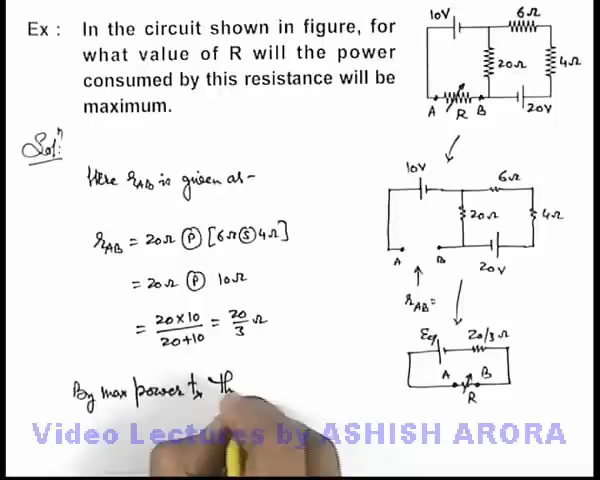 Ex : In the circuit shown in figure, for
what value of R will the power
consumed by this resistance will be
maximum.
10V
6Ω
20Ω
4Ω
A R B 20V
Solⁿ:
Here r_AB is given as-
r_AB = 20Ω Ⓟ [6Ω Ⓢ 4Ω]
= 20Ω Ⓟ 10Ω
= 20×10/20+10 = 20/3 Ω
By max power tr Th
10V
6Ω
20Ω
4Ω
A B 20V
r_AB=
Eq 20/3 Ω
A B
R
Video Lectures by ASHISH ARORA